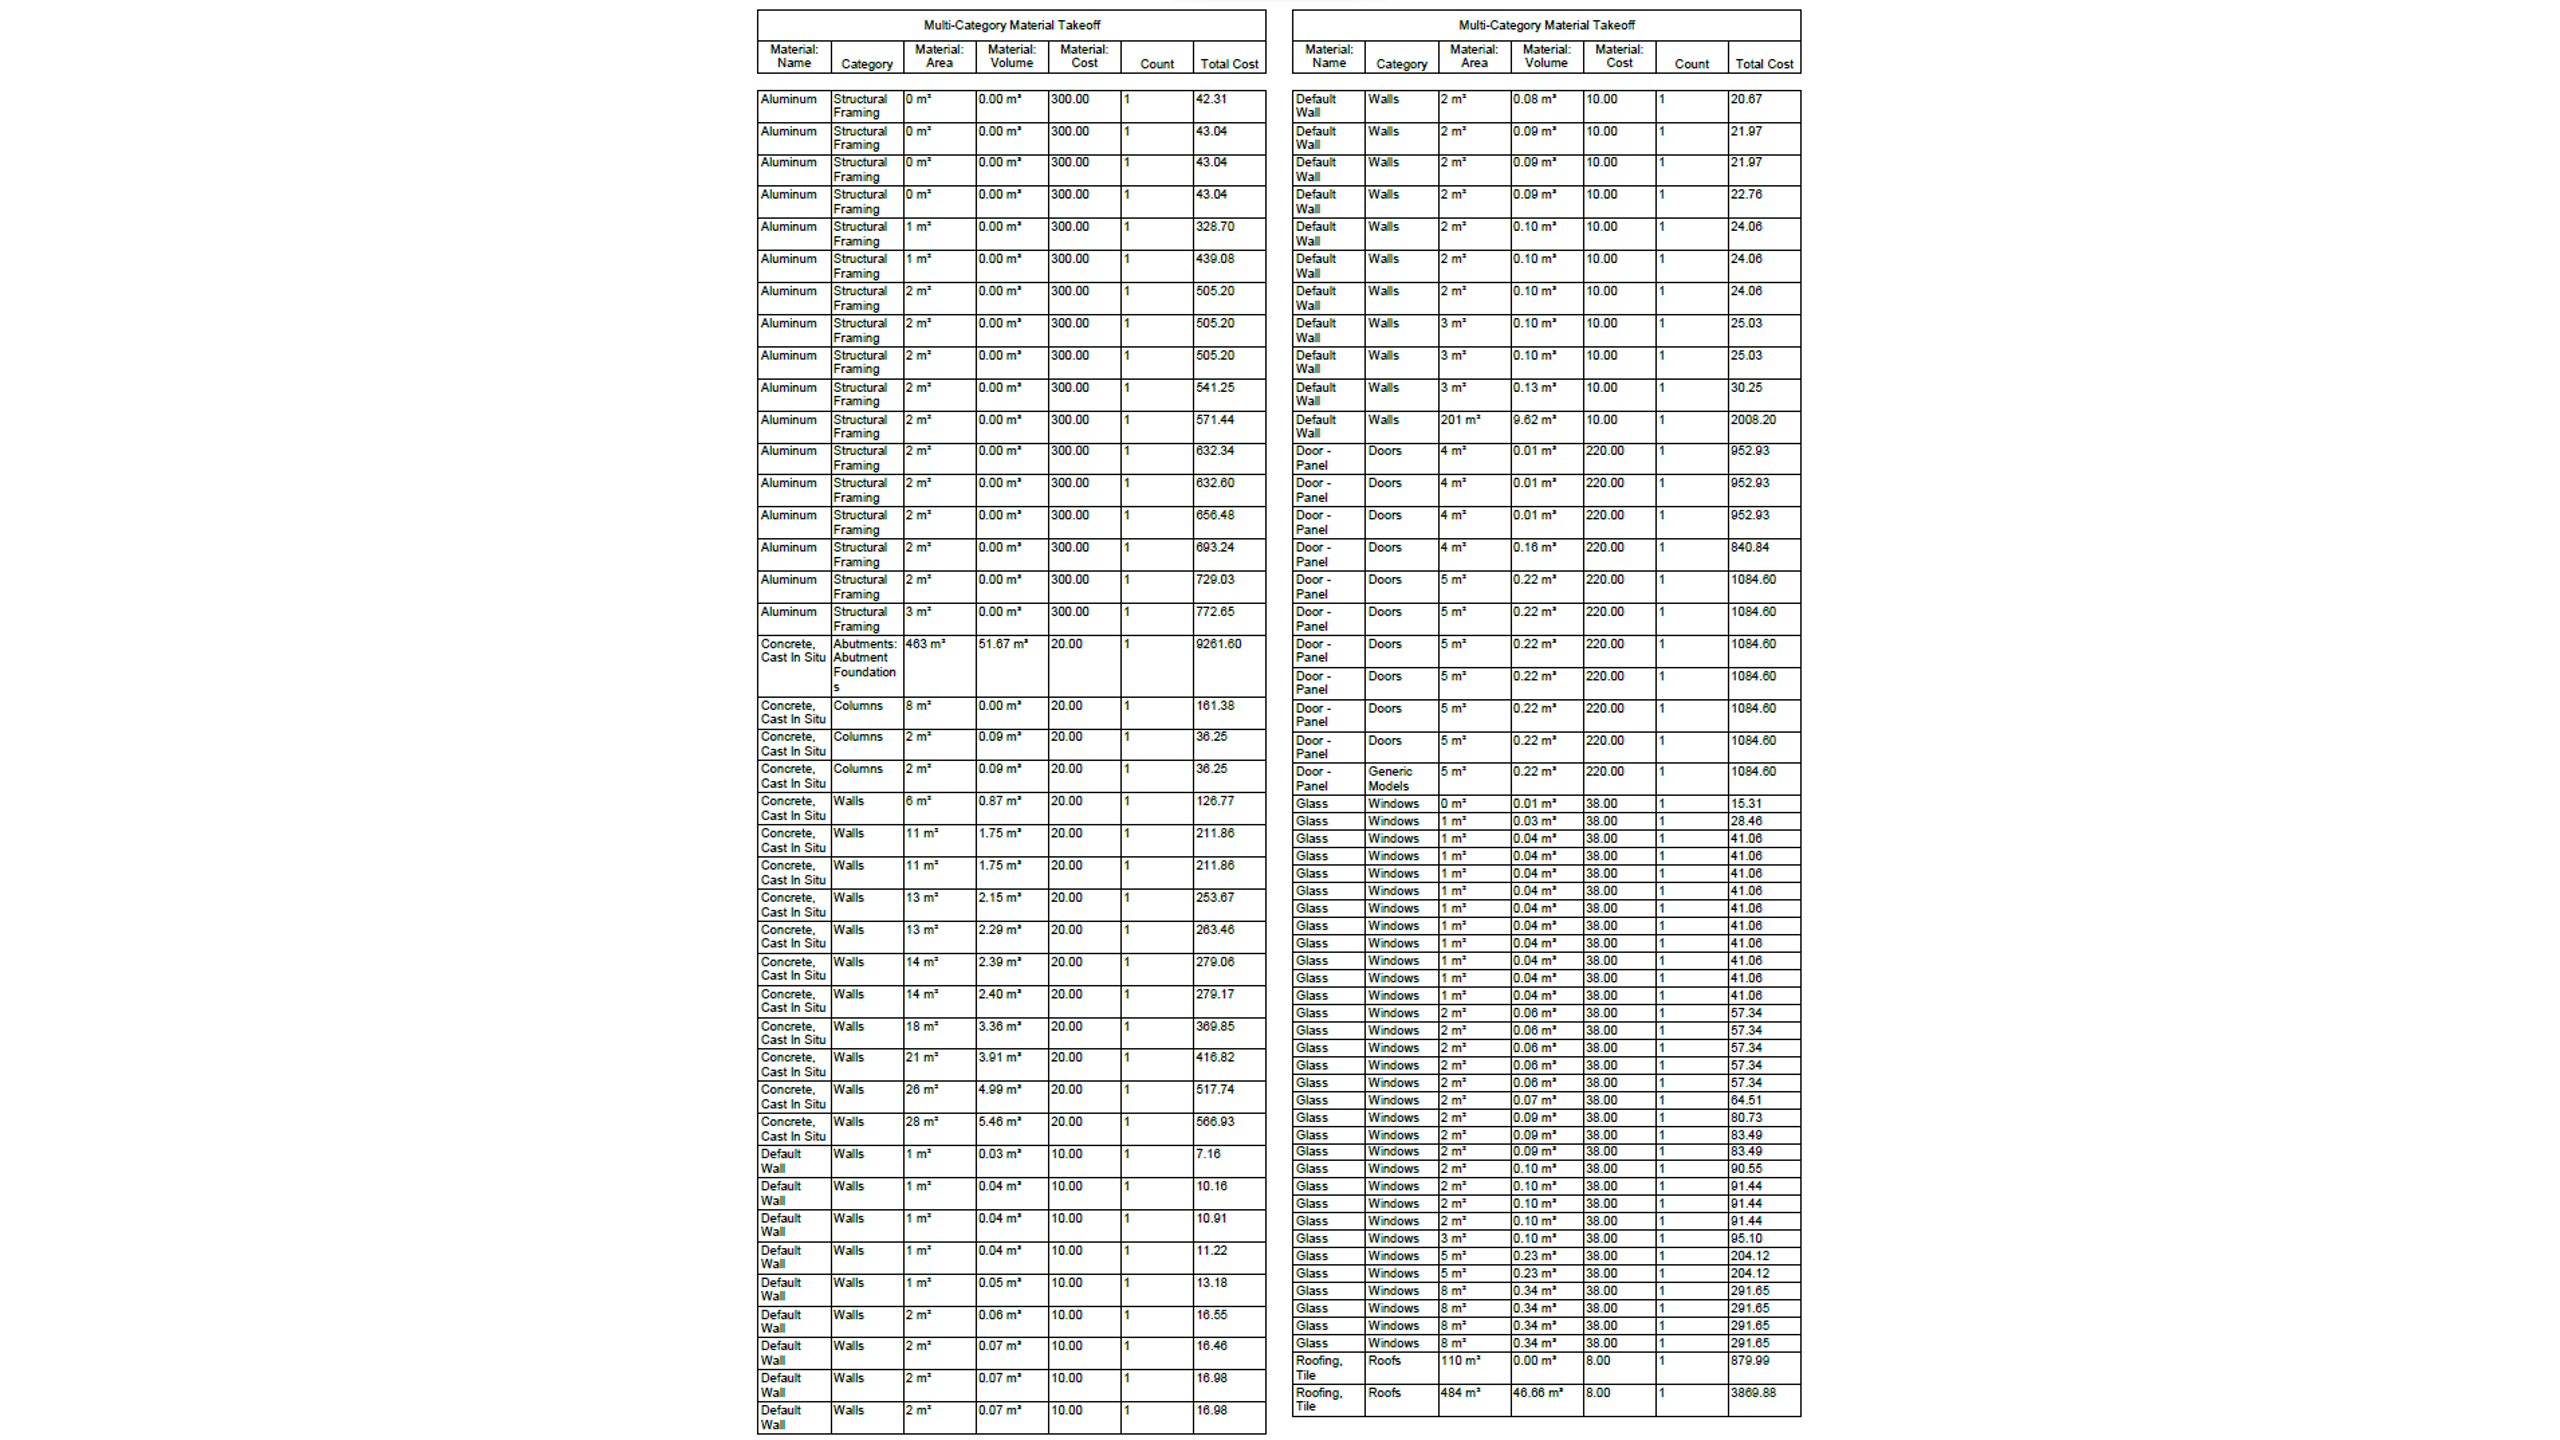 Multi-Category Material Takeoff
Material: Name Category Material: Area Material: Volume Material: Cost Count Total Cost
Aluminum Structural Framing 0 m² 0.00 m³ 300.00 1 42.31
Aluminum Structural Framing 0 m² 0.00 m³ 300.00 1 43.04
Aluminum Structural Framing 0 m² 0.00 m³ 300.00 1 43.04
Aluminum Structural Framing 0 m² 0.00 m³ 300.00 1 43.04
Aluminum Structural Framing 1 m² 0.00 m³ 300.00 1 328.70
Aluminum Structural Framing 1 m² 0.00 m³ 300.00 1 439.08
Aluminum Structural Framing 2 m² 0.00 m³ 300.00 1 505.20
Aluminum Structural Framing 2 m² 0.00 m³ 300.00 1 505.20
Aluminum Structural Framing 2 m² 0.00 m³ 300.00 1 505.20
Aluminum Structural Framing 2 m² 0.00 m³ 300.00 1 541.25
Aluminum Structural Framing 2 m² 0.00 m³ 300.00 1 571.44
Aluminum Structural Framing 2 m² 0.00 m³ 300.00 1 632.34
Aluminum Structural Framing 2 m² 0.00 m³ 300.00 1 632.60
Aluminum Structural Framing 2 m² 0.00 m³ 300.00 1 656.48
Aluminum Structural Framing 2 m² 0.00 m³ 300.00 1 693.24
Aluminum Structural Framing 2 m² 0.00 m³ 300.00 1 729.03
Aluminum Structural Framing 3 m² 0.00 m³ 300.00 1 772.65
Concrete, Cast In Situ Abutments: Abutment Foundations 463 m² 51.67 m³ 20.00 1 9261.60
Concrete, Cast In Situ Columns 8 m² 0.00 m³ 20.00 1 161.38
Concrete, Cast In Situ Columns 2 m² 0.09 m³ 20.00 1 36.25
Concrete, Cast In Situ Columns 2 m² 0.09 m³ 20.00 1 36.25
Concrete, Cast In Situ Walls 6 m² 0.87 m³ 20.00 1 126.77
Concrete, Cast In Situ Walls 11 m² 1.75 m³ 20.00 1 211.86
Concrete, Cast In Situ Walls 11 m² 1.75 m³ 20.00 1 211.86
Concrete, Cast In Situ Walls 13 m² 2.15 m³ 20.00 1 253.67
Concrete, Cast In Situ Walls 13 m² 2.29 m³ 20.00 1 263.46
Concrete, Cast In Situ Walls 14 m² 2.39 m³ 20.00 1 279.06
Concrete, Cast In Situ Walls 14 m² 2.40 m³ 20.00 1 279.17
Concrete, Cast In Situ Walls 18 m² 3.36 m³ 20.00 1 369.85
Concrete, Cast In Situ Walls 21 m² 3.91 m³ 20.00 1 416.82
Concrete, Cast In Situ Walls 26 m² 4.99 m³ 20.00 1 517.74
Concrete, Cast In Situ Walls 28 m² 5.46 m³ 20.00 1 566.93
Default Wall Walls 1 m² 0.03 m³ 10.00 1 7.16
Default Wall Walls 1 m² 0.04 m³ 10.00 1 10.16
Default Wall Walls 1 m² 0.04 m³ 10.00 1 10.91
Default Wall Walls 1 m² 0.04 m³ 10.00 1 11.22
Default Wall Walls 1 m² 0.05 m³ 10.00 1 13.18
Default Wall Walls 2 m² 0.06 m³ 10.00 1 16.55
Default Wall Walls 2 m² 0.07 m³ 10.00 1 16.46
Default Wall Walls 2 m² 0.07 m³ 10.00 1 16.98
Default Wall Walls 2 m² 0.07 m³ 10.00 1 16.98
Multi-Category Material Takeoff
Material: Name Category Material: Area Material: Volume Material: Cost Count Total Cost
Default Wall Walls 2 m² 0.08 m³ 10.00 1 20.67
Default Wall Walls 2 m² 0.09 m³ 10.00 1 21.97
Default Wall Walls 2 m² 0.09 m³ 10.00 1 21.97
Default Wall Walls 2 m² 0.09 m³ 10.00 1 22.76
Default Wall Walls 2 m² 0.10 m³ 10.00 1 24.06
Default Wall Walls 2 m² 0.10 m³ 10.00 1 24.06
Default Wall Walls 2 m² 0.10 m³ 10.00 1 24.06
Default Wall Walls 3 m² 0.10 m³ 10.00 1 25.03
Default Wall Walls 3 m² 0.10 m³ 10.00 1 25.03
Default Wall Walls 3 m² 0.13 m³ 10.00 1 30.25
Default Wall Walls 201 m² 9.62 m³ 10.00 1 2008.20
Door - Panel Doors 4 m² 0.01 m³ 220.00 1 952.93
Door - Panel Doors 4 m² 0.01 m³ 220.00 1 952.93
Door - Panel Doors 4 m² 0.01 m³ 220.00 1 952.93
Door - Panel Doors 4 m² 0.16 m³ 220.00 1 840.84
Door - Panel Doors 5 m² 0.22 m³ 220.00 1 1084.60
Door - Panel Doors 5 m² 0.22 m³ 220.00 1 1084.60
Door - Panel Doors 5 m² 0.22 m³ 220.00 1 1084.60
Door - Panel Doors 5 m² 0.22 m³ 220.00 1 1084.60
Door - Panel Doors 5 m² 0.22 m³ 220.00 1 1084.60
Door - Panel Doors 5 m² 0.22 m³ 220.00 1 1084.60
Door - Panel Generic Models 5 m² 0.22 m³ 220.00 1 1084.60
Glass Windows 0 m² 0.01 m³ 38.00 1 15.31
Glass Windows 1 m² 0.03 m³ 38.00 1 28.46
Glass Windows 1 m² 0.04 m³ 38.00 1 41.06
Glass Windows 1 m² 0.04 m³ 38.00 1 41.06
Glass Windows 1 m² 0.04 m³ 38.00 1 41.06
Glass Windows 1 m² 0.04 m³ 38.00 1 41.06
Glass Windows 1 m² 0.04 m³ 38.00 1 41.06
Glass Windows 1 m² 0.04 m³ 38.00 1 41.06
Glass Windows 1 m² 0.04 m³ 38.00 1 41.06
Glass Windows 1 m² 0.04 m³ 38.00 1 41.06
Glass Windows 1 m² 0.04 m³ 38.00 1 41.06
Glass Windows 1 m² 0.04 m³ 38.00 1 41.06
Glass Windows 2 m² 0.06 m³ 38.00 1 57.34
Glass Windows 2 m² 0.06 m³ 38.00 1 57.34
Glass Windows 2 m² 0.06 m³ 38.00 1 57.34
Glass Windows 2 m² 0.06 m³ 38.00 1 57.34
Glass Windows 2 m² 0.06 m³ 38.00 1 57.34
Glass Windows 2 m² 0.07 m³ 38.00 1 64.51
Glass Windows 2 m² 0.09 m³ 38.00 1 80.73
Glass Windows 2 m² 0.09 m³ 38.00 1 83.49
Glass Windows 2 m² 0.09 m³ 38.00 1 83.49
Glass Windows 2 m² 0.10 m³ 38.00 1 90.55
Glass Windows 2 m² 0.10 m³ 38.00 1 91.44
Glass Windows 2 m² 0.10 m³ 38.00 1 91.44
Glass Windows 2 m² 0.10 m³ 38.00 1 91.44
Glass Windows 3 m² 0.10 m³ 38.00 1 95.10
Glass Windows 5 m² 0.23 m³ 38.00 1 204.12
Glass Windows 5 m² 0.23 m³ 38.00 1 204.12
Glass Windows 8 m² 0.34 m³ 38.00 1 291.65
Glass Windows 8 m² 0.34 m³ 38.00 1 291.65
Glass Windows 8 m² 0.34 m³ 38.00 1 291.65
Glass Windows 8 m² 0.34 m³ 38.00 1 291.65
Roofing, Tile Roofs 110 m² 0.00 m³ 8.00 1 879.99
Roofing, Tile Roofs 484 m² 46.66 m³ 8.00 1 3869.88